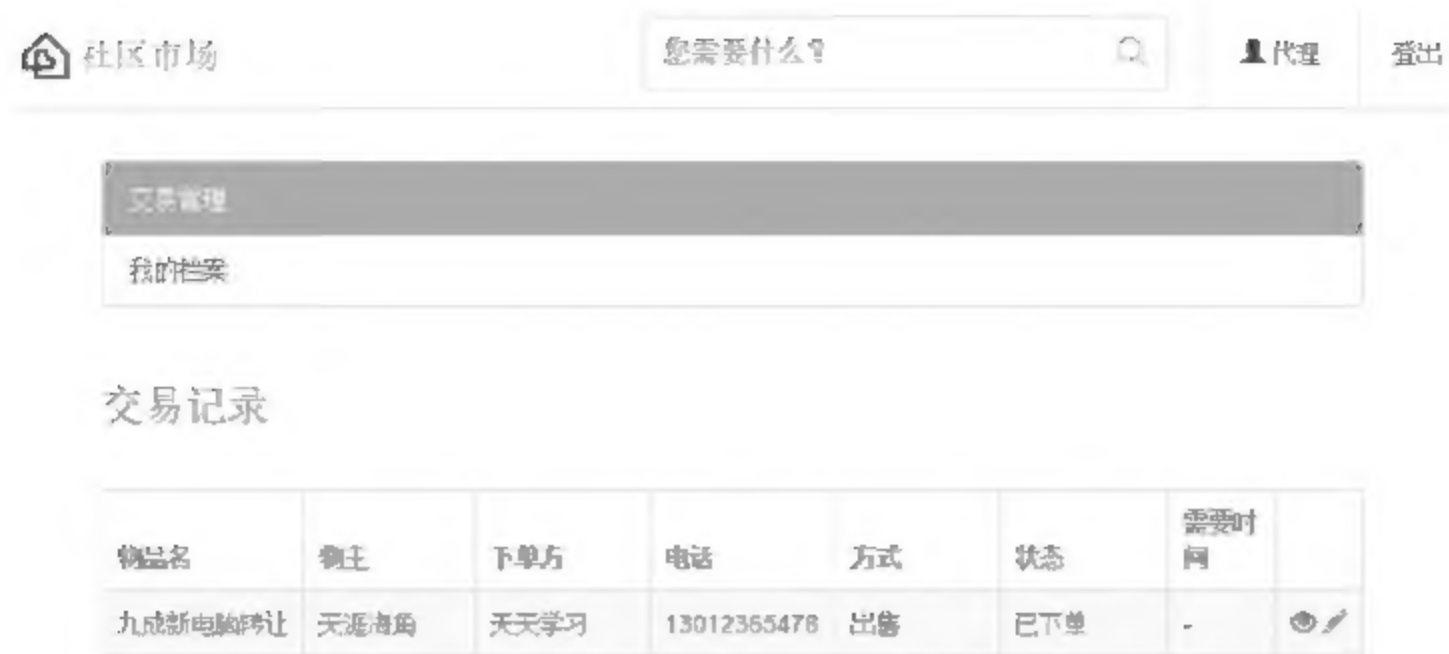 社区市场
您需要什么?
代理
登出
交易管理
我的档案
交易记录
物品名 物主 下单方 电话 方式 状态 需要时
间
九成新电脑转让 天涯海角 天天学习 13012365478 出售 已下单 -